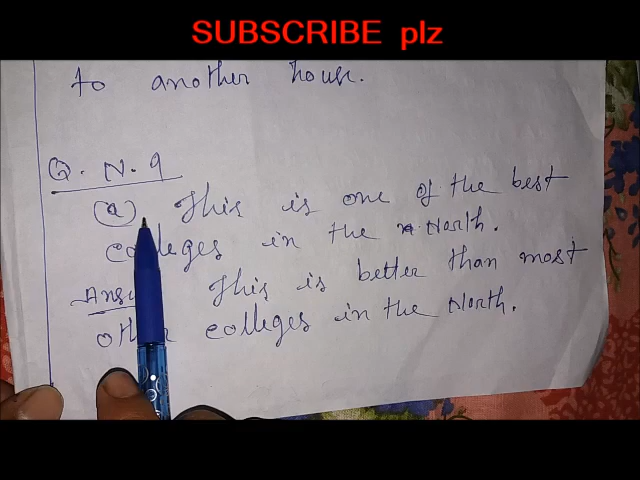 SUBSCRIBE plz
to another house.
Q. N. 9
(a) This is one of the best
colleges in the North.
Answ This is better than most
other colleges in the North.